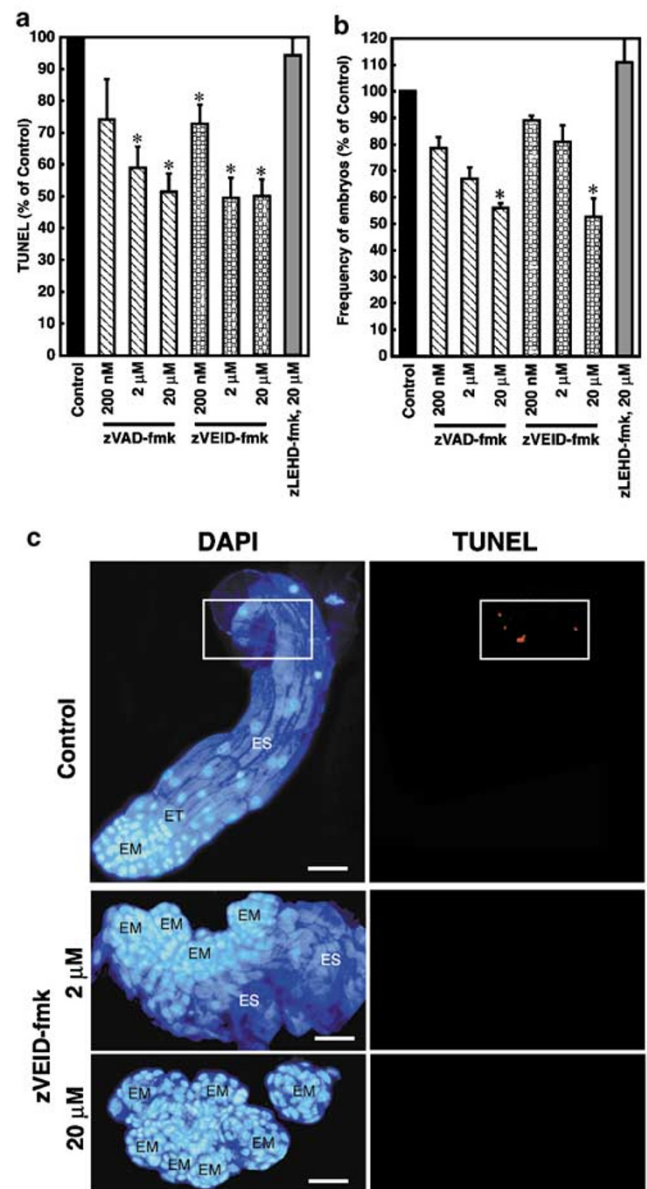 a
TUNEL (% of Control)
100
90
80
70
60
50
40
30
20
10
0
* * * * *
Control
200 nM
2 µM
20 µM
200 nM
2 µM
20 µM
zLEHD-fmk, 20 µM
zVAD-fmk
zVEID-fmk
b
Frequency of embryos (% of Control)
120
110
100
90
80
70
60
50
40
30
20
10
0
* *
Control
200 nM
2 µM
20 µM
200 nM
2 µM
20 µM
zLEHD-fmk, 20 µM
zVAD-fmk
zVEID-fmk
c
DAPI
TUNEL
Control
ES
ET
EM
zVEID-fmk
2 µM
EM
EM
EM
EM
ES
ES
20 µM
EM
EM
EM
EM
EM
EM
EM
EM